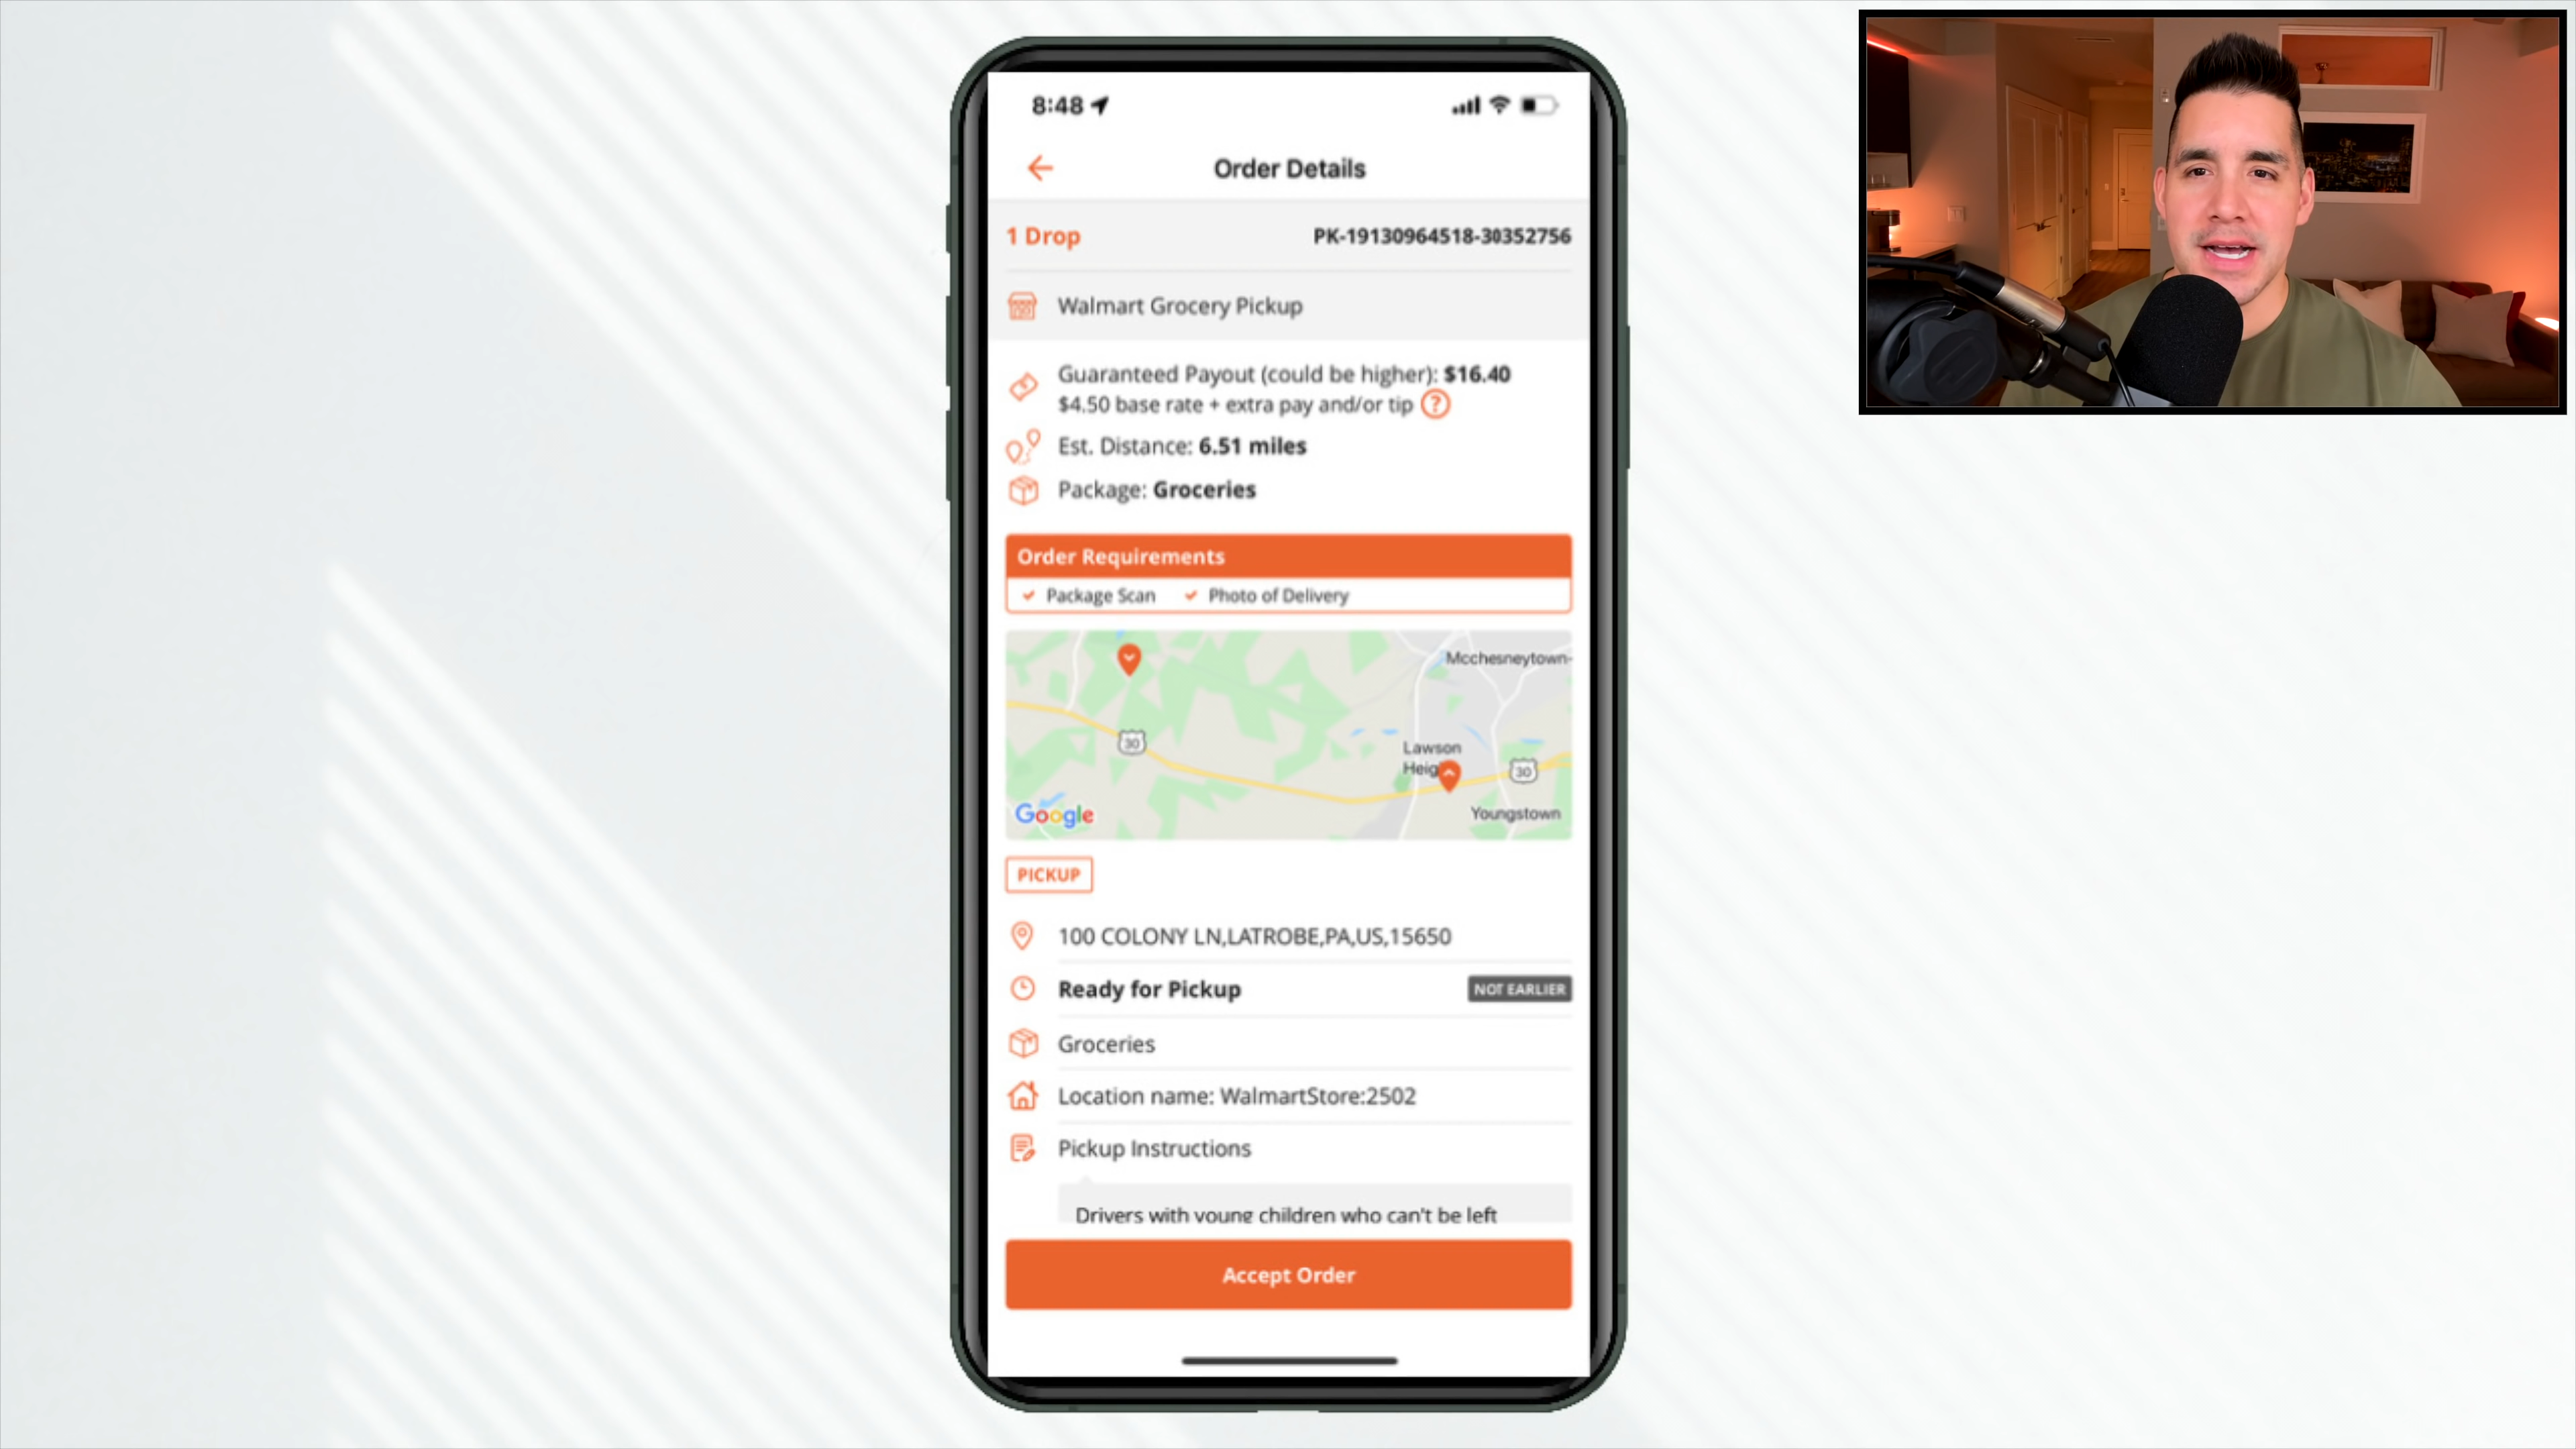 8:48
Order Details
1 Drop
PK-19130964518-30352756
Walmart Grocery Pickup
Guaranteed Payout (could be higher): $16.40
$4.50 base rate + extra pay and/or tip ?
Est. Distance: 6.51 miles
Package: Groceries
Order Requirements
Package Scan
Photo of Delivery
Mcchesneytown-
30
Lawson
Heig
30
Youngstown
Google
PICKUP
100 COLONY LN,LATROBE,PA,US,15650
Ready for Pickup
NOT EARLIER
Groceries
Location name: WalmartStore:2502
Pickup Instructions
Drivers with young children who can't be left
Accept Order